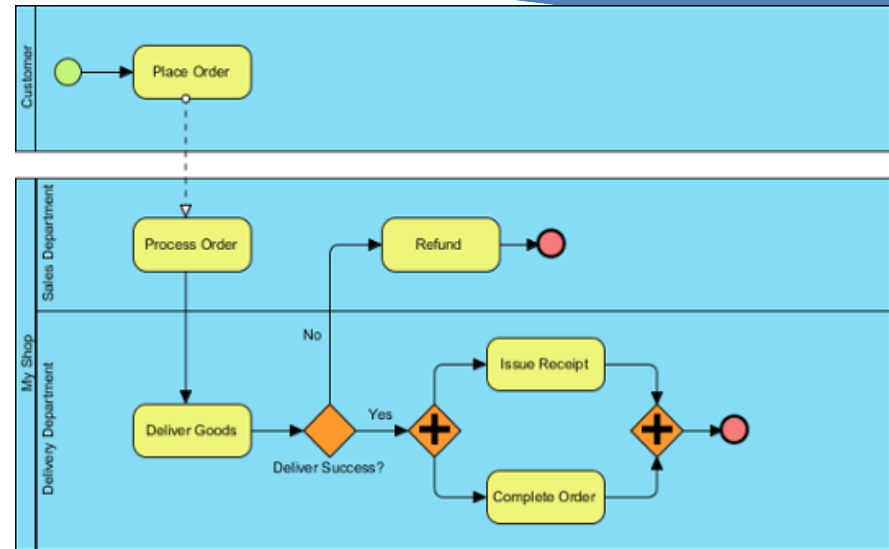 Customer
Place Order
My Shop
Sales Department
Process Order
Refund
No
Delivery Department
Issue Receipt
Deliver Goods
Yes
Deliver Success?
Complete Order